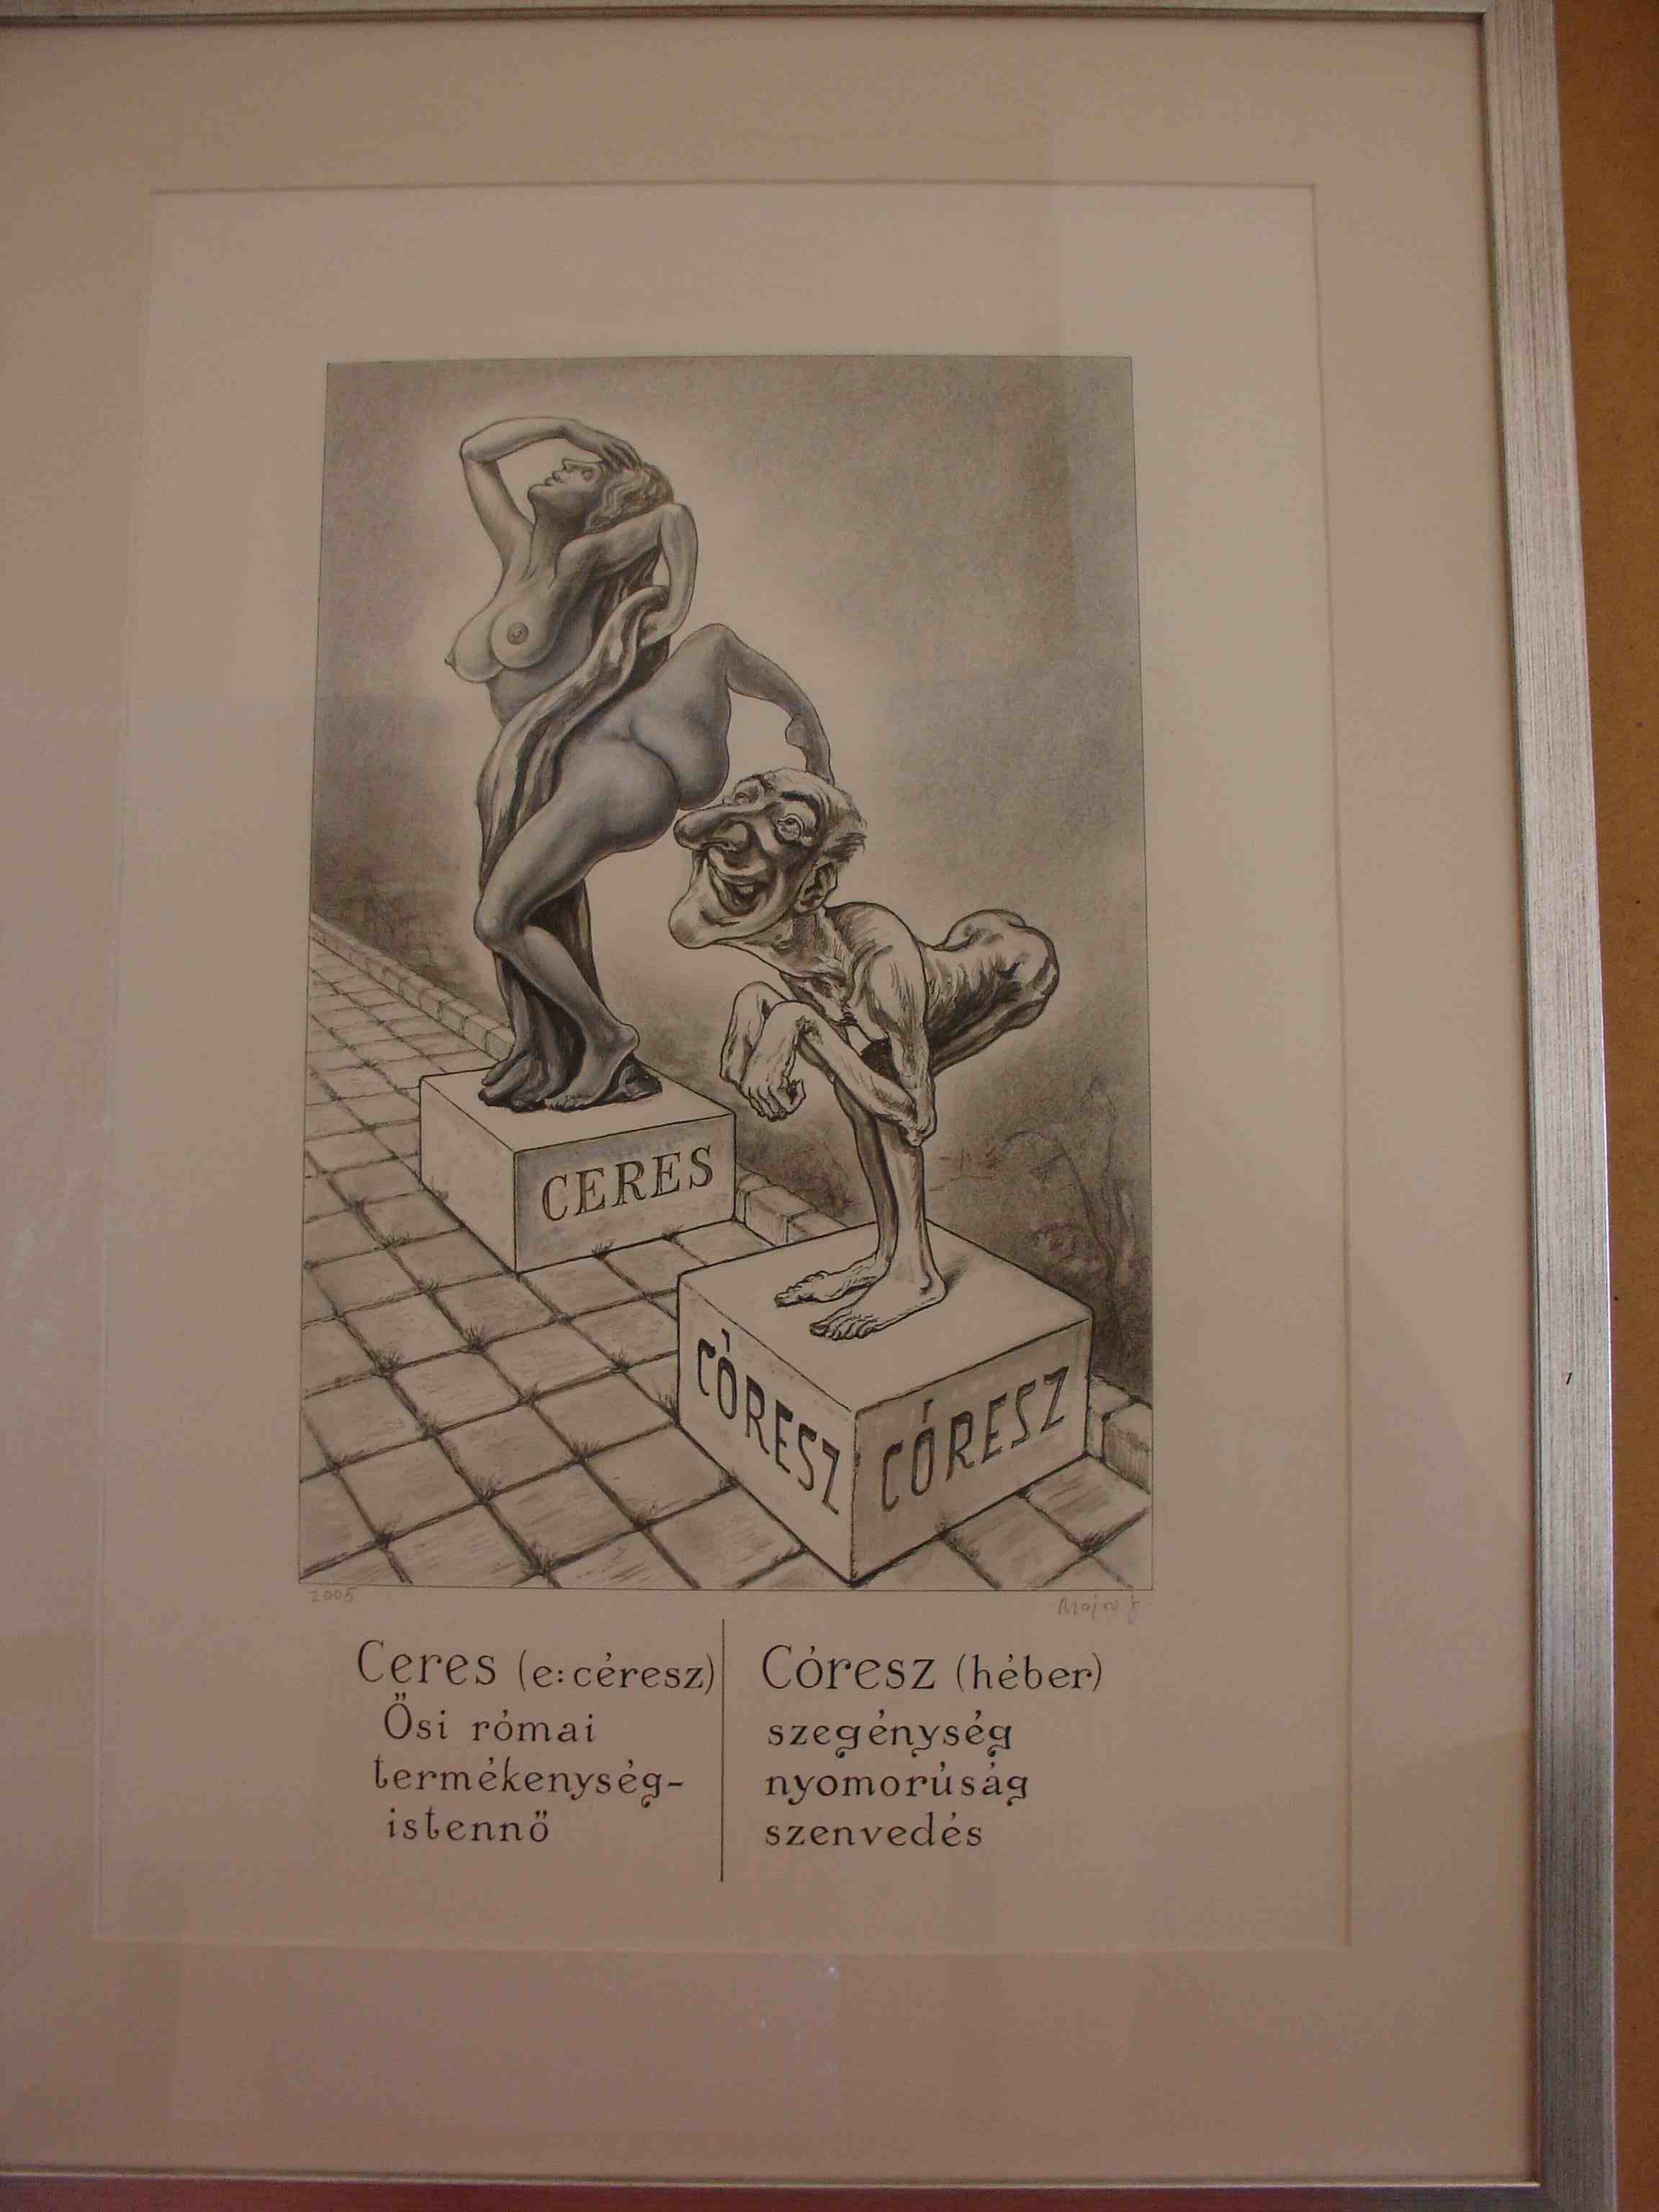 CERES
CÓRESZ CÓRESZ
2005
Ceres (e:céresz)
Ősi római
termékenység-
istennő
Córesz (héber)
szegénység
nyomorúság
szenvedés